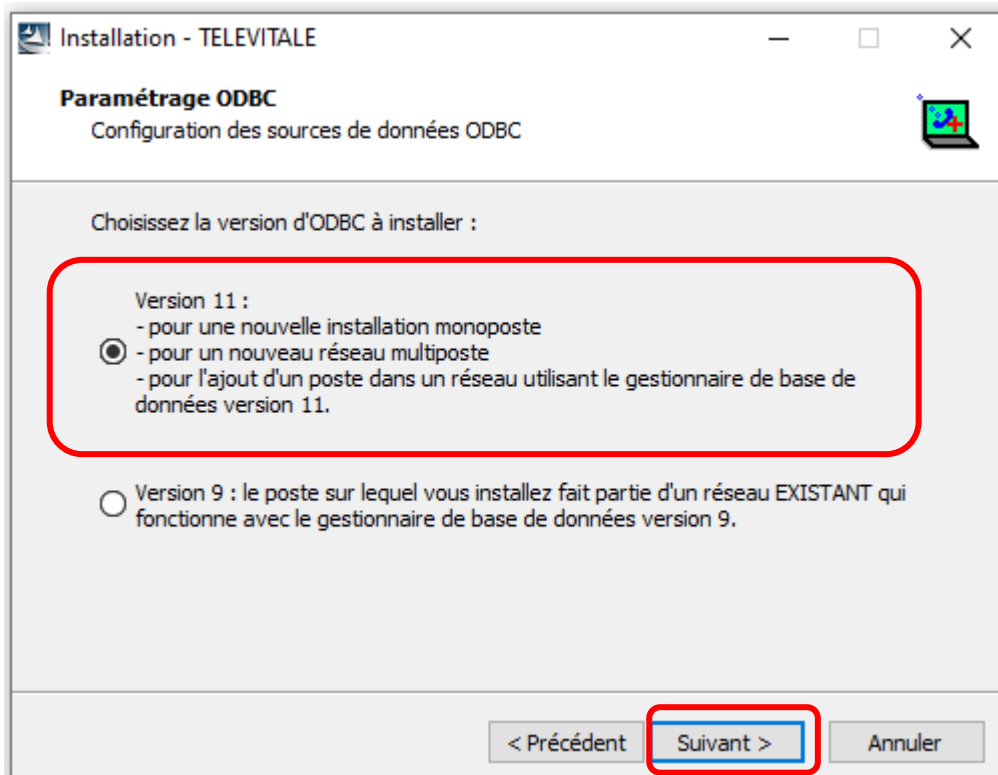 Installation - TELEVITALE
Paramétrage ODBC
Configuration des sources de données ODBC
Choisissez la version d'ODBC à installer :
Version 11 :
- pour une nouvelle installation monoposte
- pour un nouveau réseau multiposte
- pour l'ajout d'un poste dans un réseau utilisant le gestionnaire de base de
données version 11.
Version 9 : le poste sur lequel vous installez fait partie d'un réseau EXISTANT qui
fonctionne avec le gestionnaire de base de données version 9.
< Précédent
Suivant >
Annuler